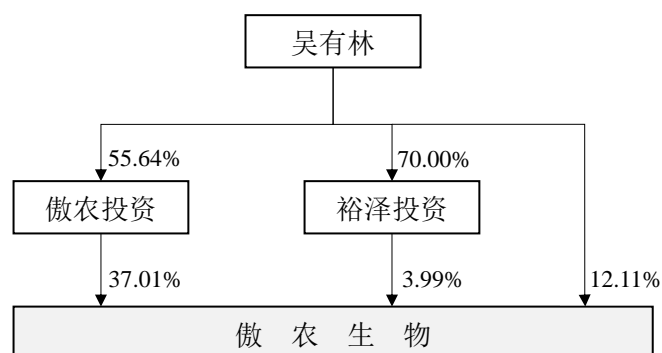 吴有林
55.64%
70.00%
傲农投资
裕泽投资
37.01%
3.99%
12.11%
傲 农 生 物